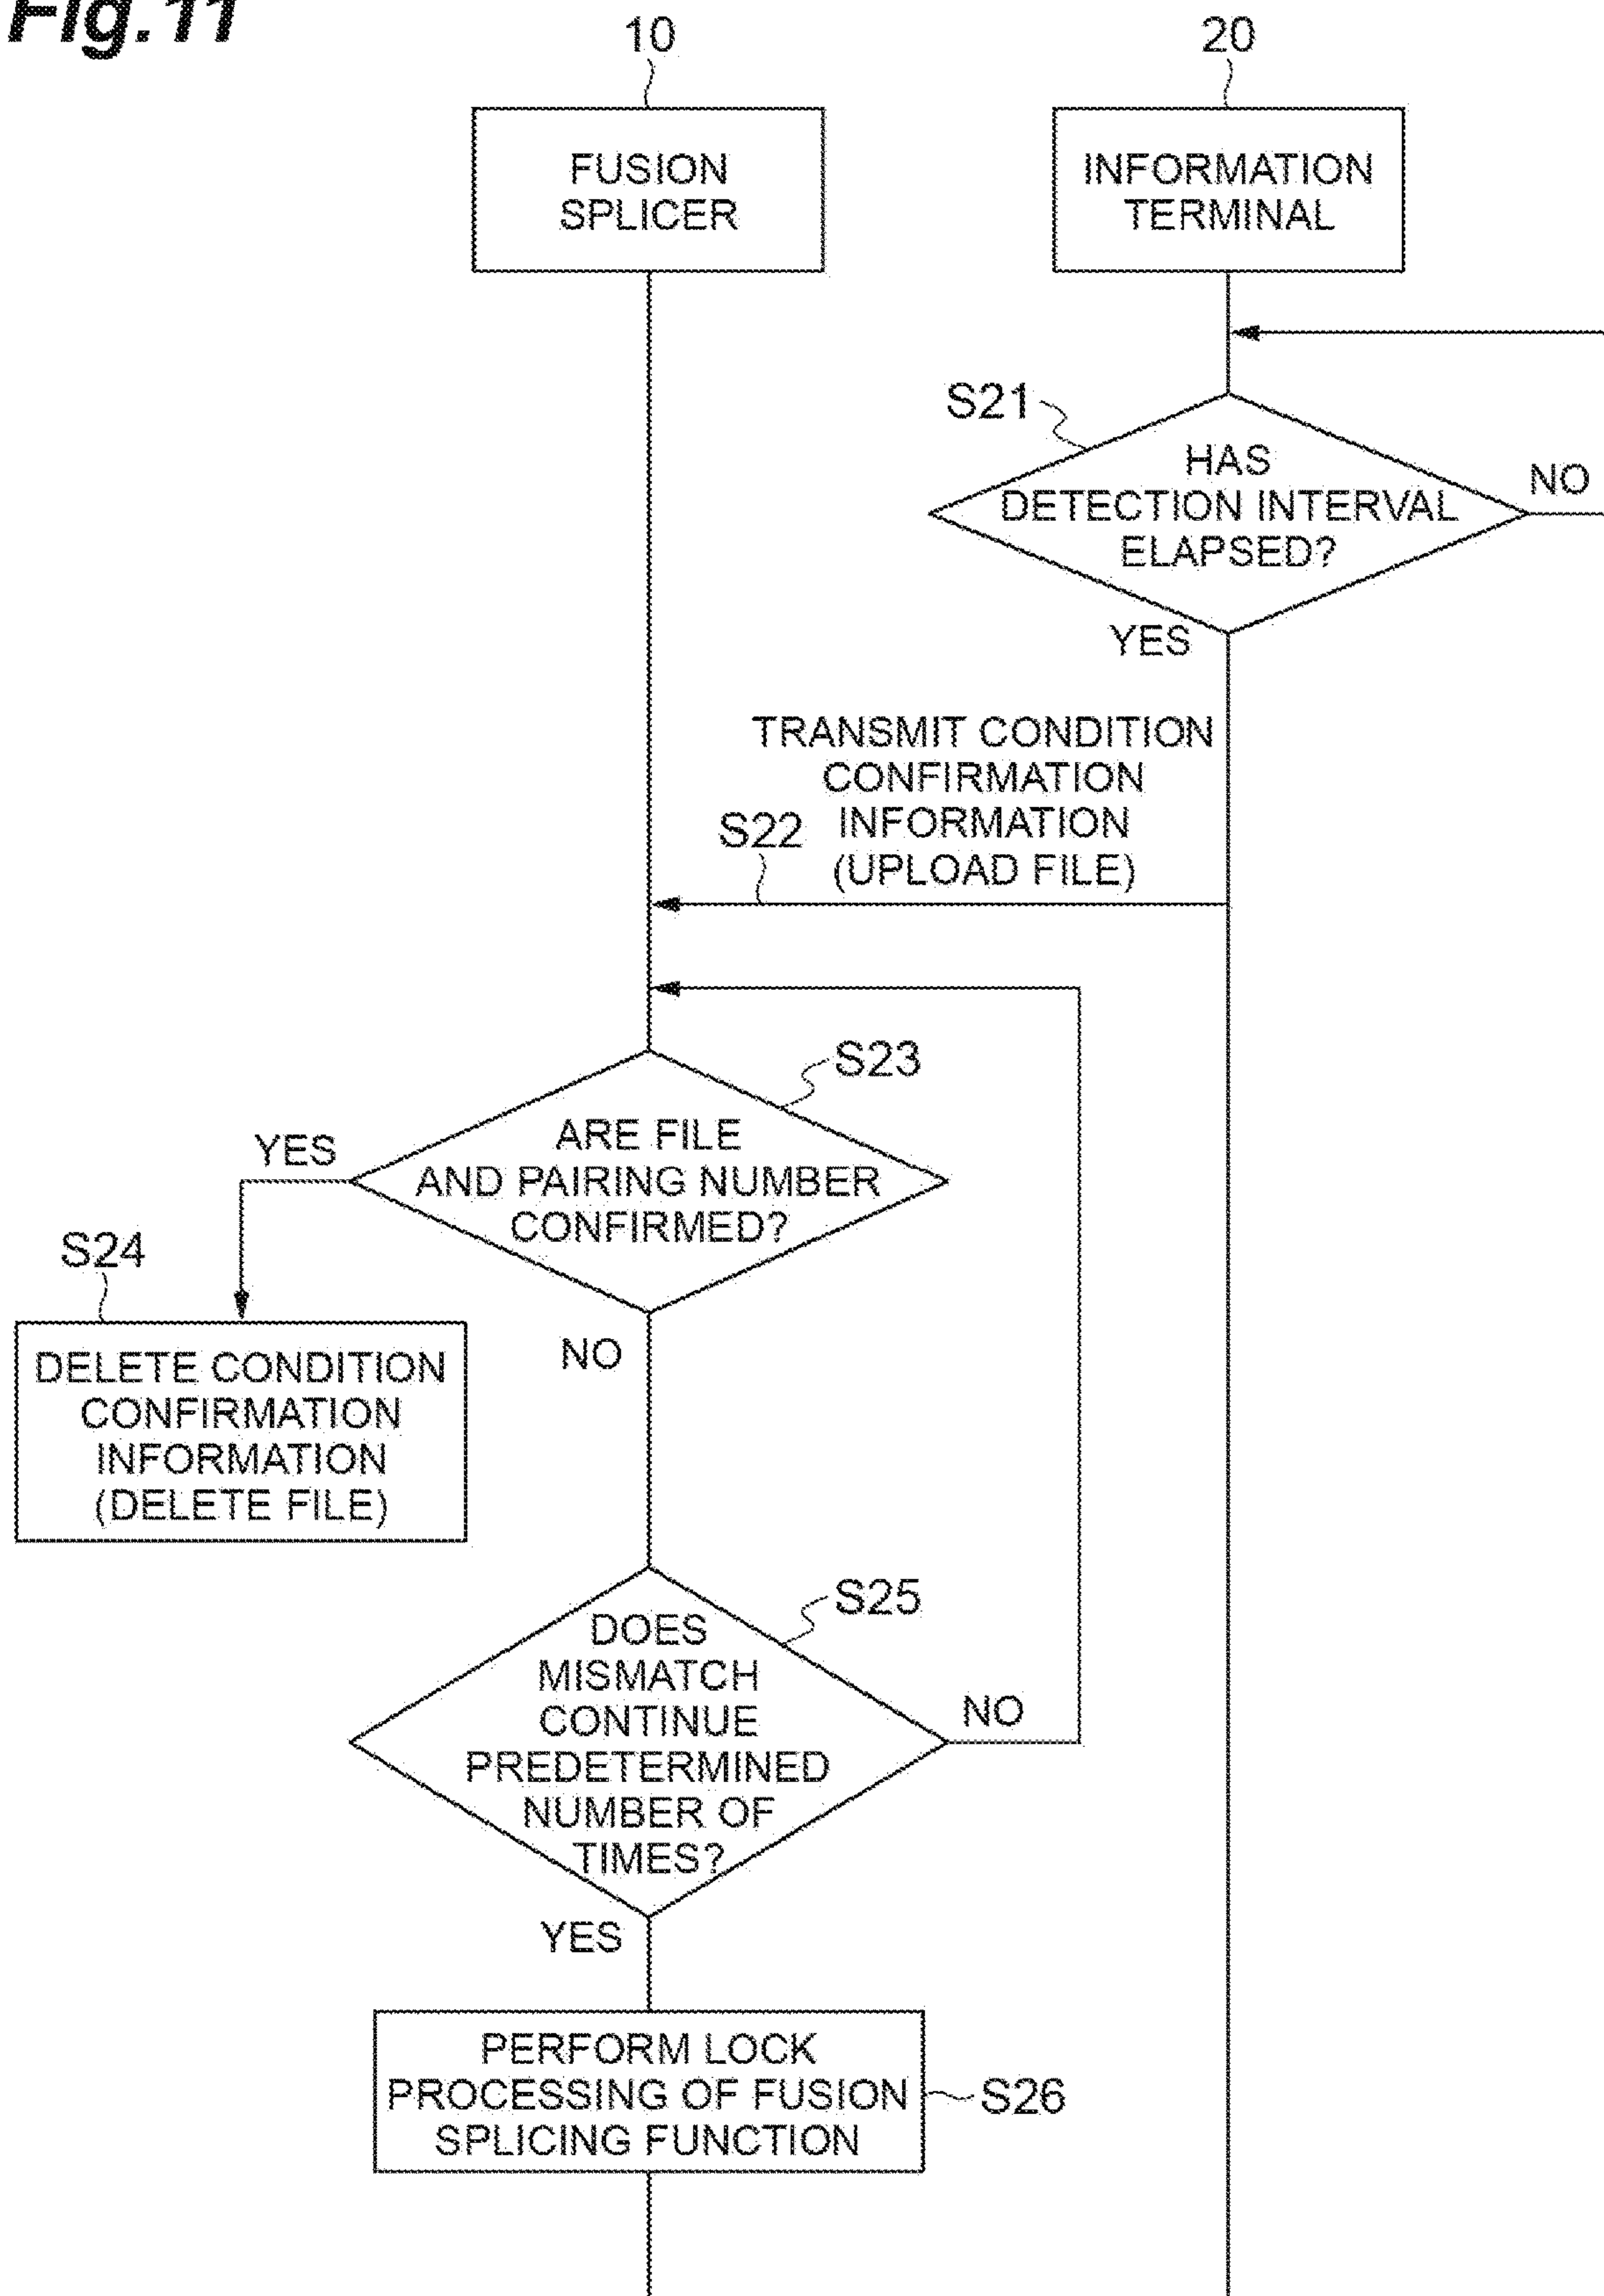 Fig.11
10
20
FUSION
SPLICER
INFORMATION
TERMINAL
S21
HAS
DETECTION INTERVAL
ELAPSED?
NO
YES
TRANSMIT CONDITION
CONFIRMATION
INFORMATION
(UPLOAD FILE)
S22
S23
ARE FILE
AND PAIRING NUMBER
CONFIRMED?
YES
S24
DELETE CONDITION
CONFIRMATION
INFORMATION
(DELETE FILE)
NO
S25
DOES
MISMATCH
CONTINUE
PREDETERMINED
NUMBER OF
TIMES?
NO
YES
PERFORM LOCK
PROCESSING OF FUSION
SPLICING FUNCTION
S26